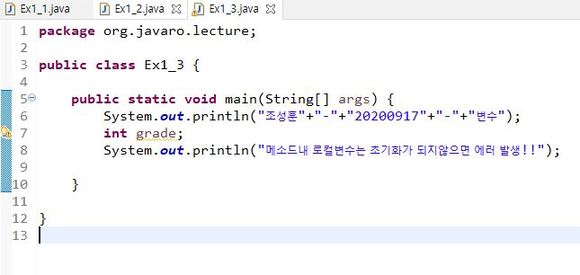 Ex1_1.java Ex1_2.java Ex1_3.java
1 package org.javaro.lecture;
2
3 public class Ex1_3 {
4
5 public static void main(String[] args) {
6 System.out.println("조성훈"+"-"+"20200917"+"-"+"변수");
7 int grade;
8 System.out.println("메소드내 로컬변수는 초기화가 되지않으면 에러 발생!!");
9
10 }
11
12 }
13